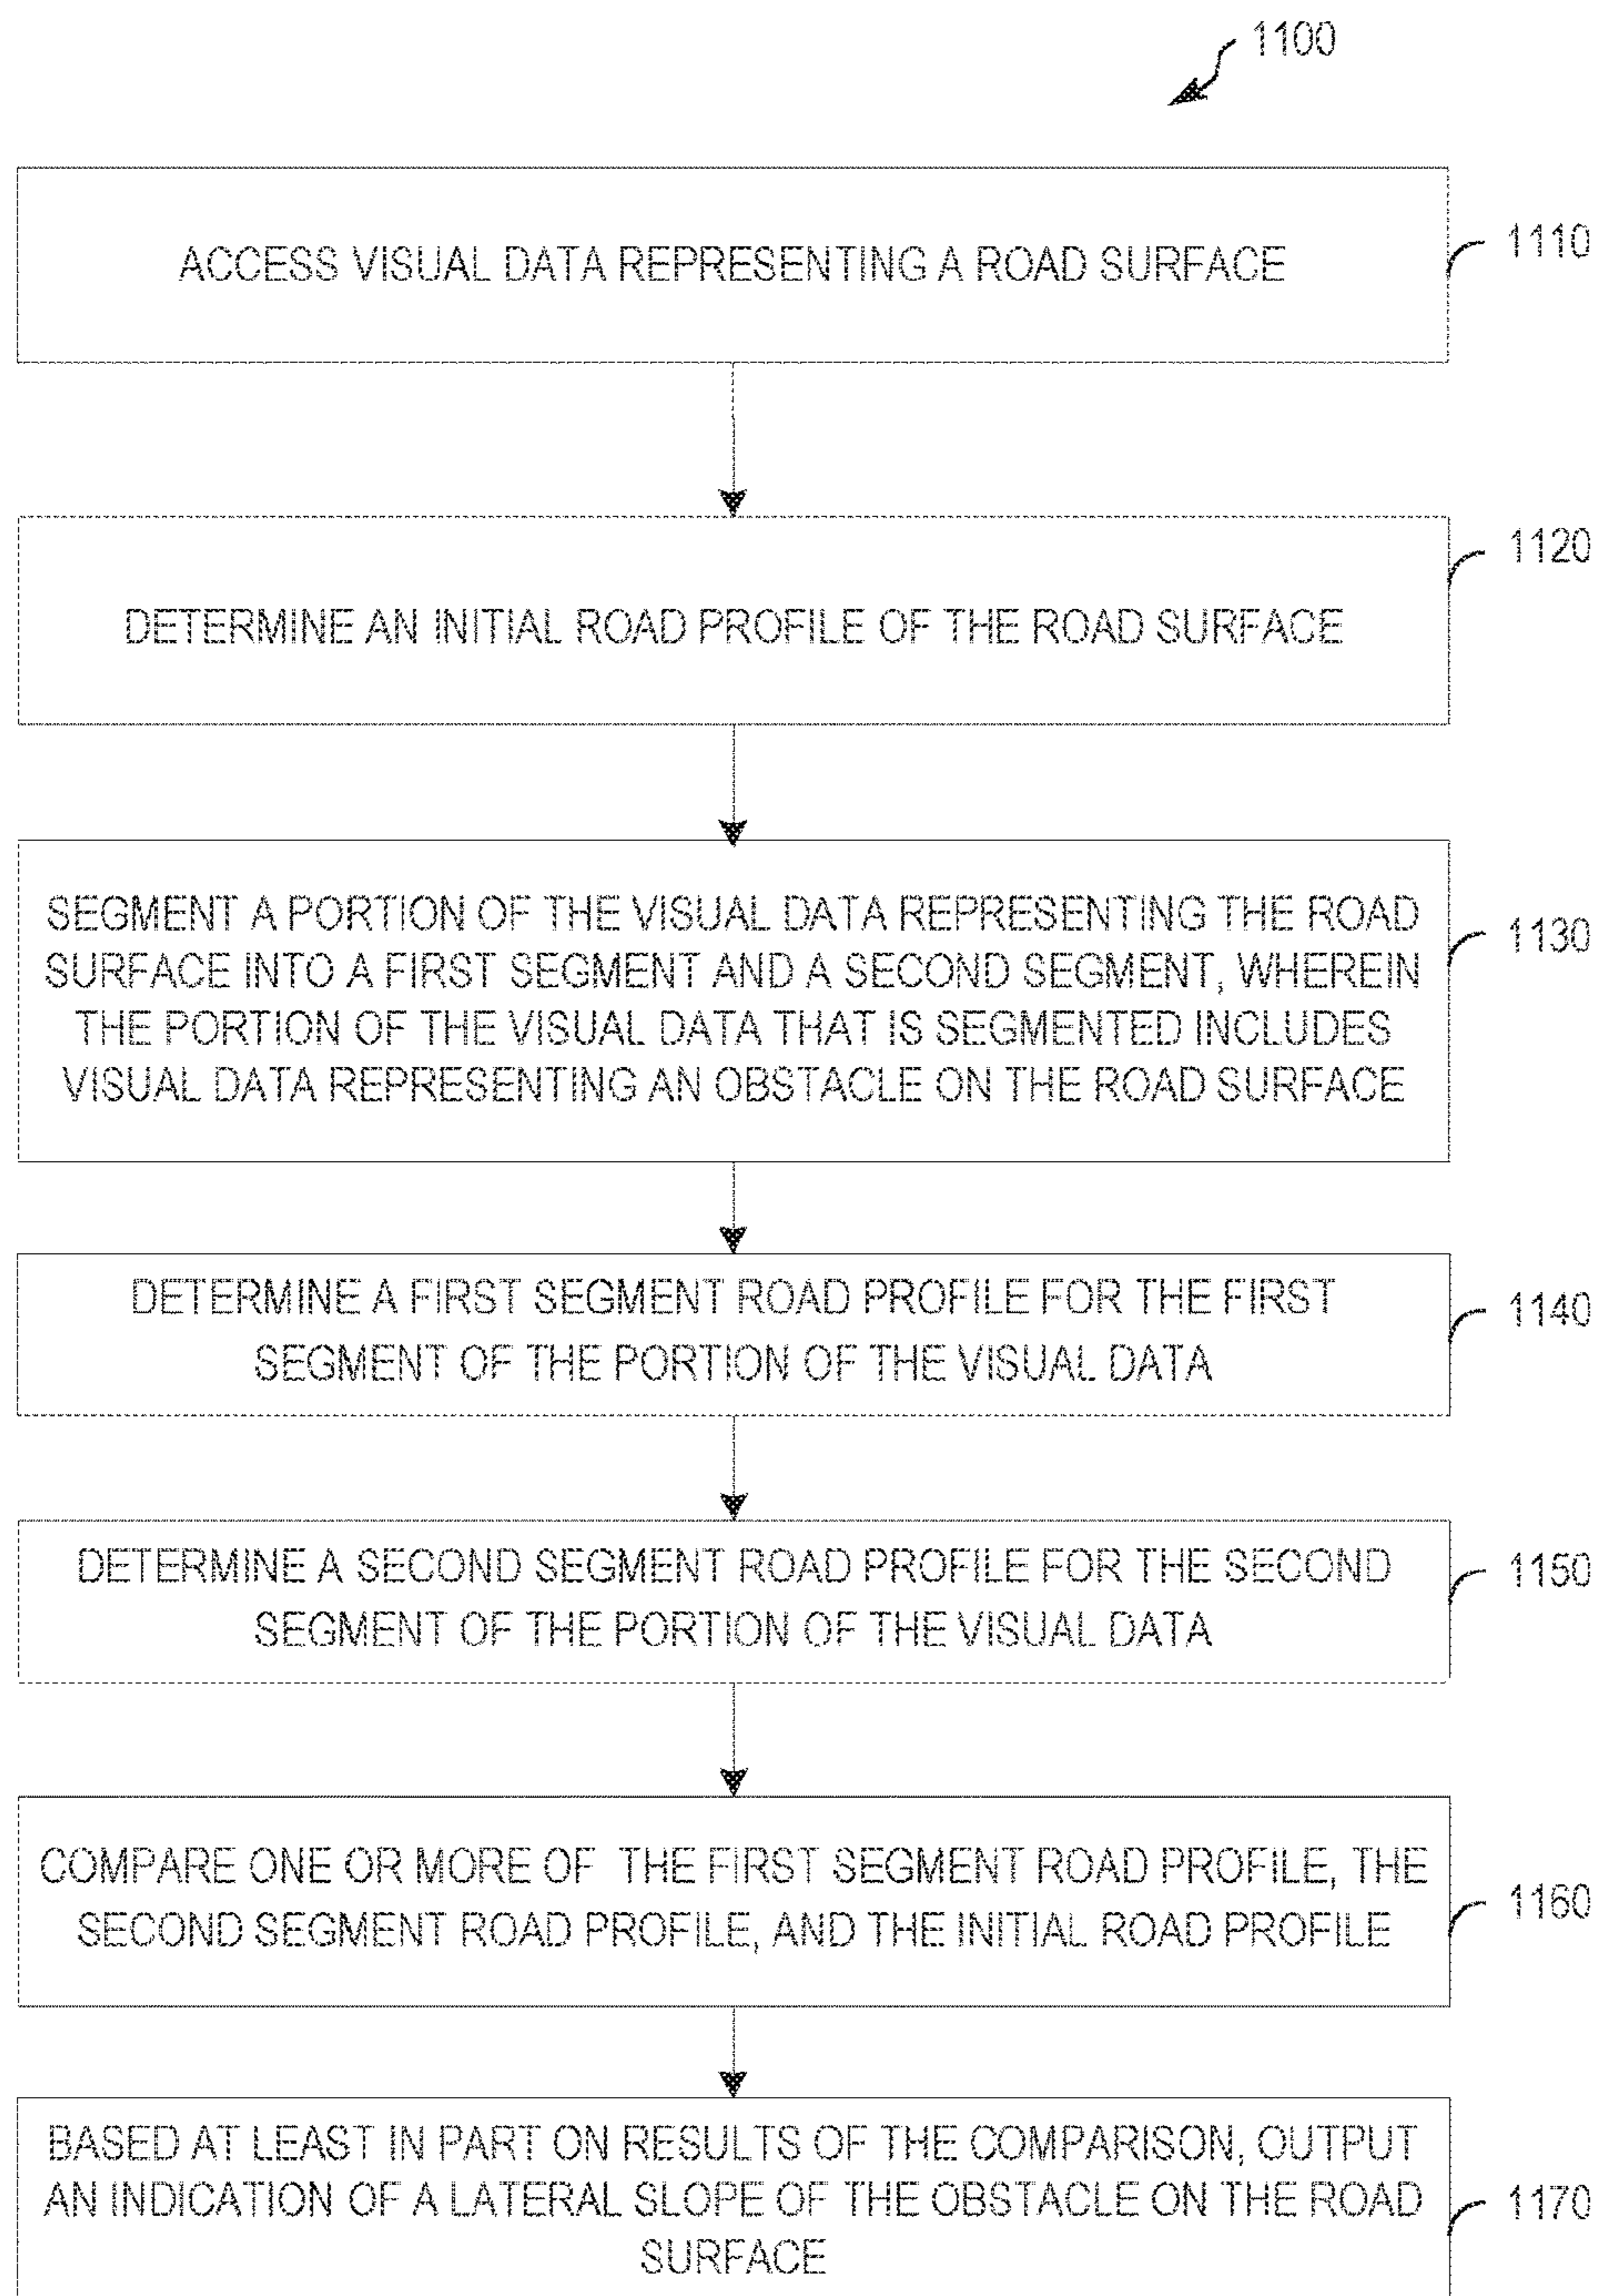 1100
ACCESS VISUAL DATA REPRESENTING A ROAD SURFACE
1110
DETERMINE AN INITIAL ROAD PROFILE OF THE ROAD SURFACE
1120
SEGMENT A PORTION OF THE VISUAL DATA REPRESENTING THE ROAD
SURFACE INTO A FIRST SEGMENT AND A SECOND SEGMENT, WHEREIN
THE PORTION OF THE VISUAL DATA THAT IS SEGMENTED INCLUDES
VISUAL DATA REPRESENTING AN OBSTACLE ON THE ROAD SURFACE
1130
DETERMINE A FIRST SEGMENT ROAD PROFILE FOR THE FIRST
SEGMENT OF THE PORTION OF THE VISUAL DATA
1140
DETERMINE A SECOND SEGMENT ROAD PROFILE FOR THE SECOND
SEGMENT OF THE PORTION OF THE VISUAL DATA
1150
COMPARE ONE OR MORE OF THE FIRST SEGMENT ROAD PROFILE, THE
SECOND SEGMENT ROAD PROFILE, AND THE INITIAL ROAD PROFILE
1160
BASED AT LEAST IN PART ON RESULTS OF THE COMPARISON, OUTPUT
AN INDICATION OF A LATERAL SLOPE OF THE OBSTACLE ON THE ROAD
SURFACE
1170